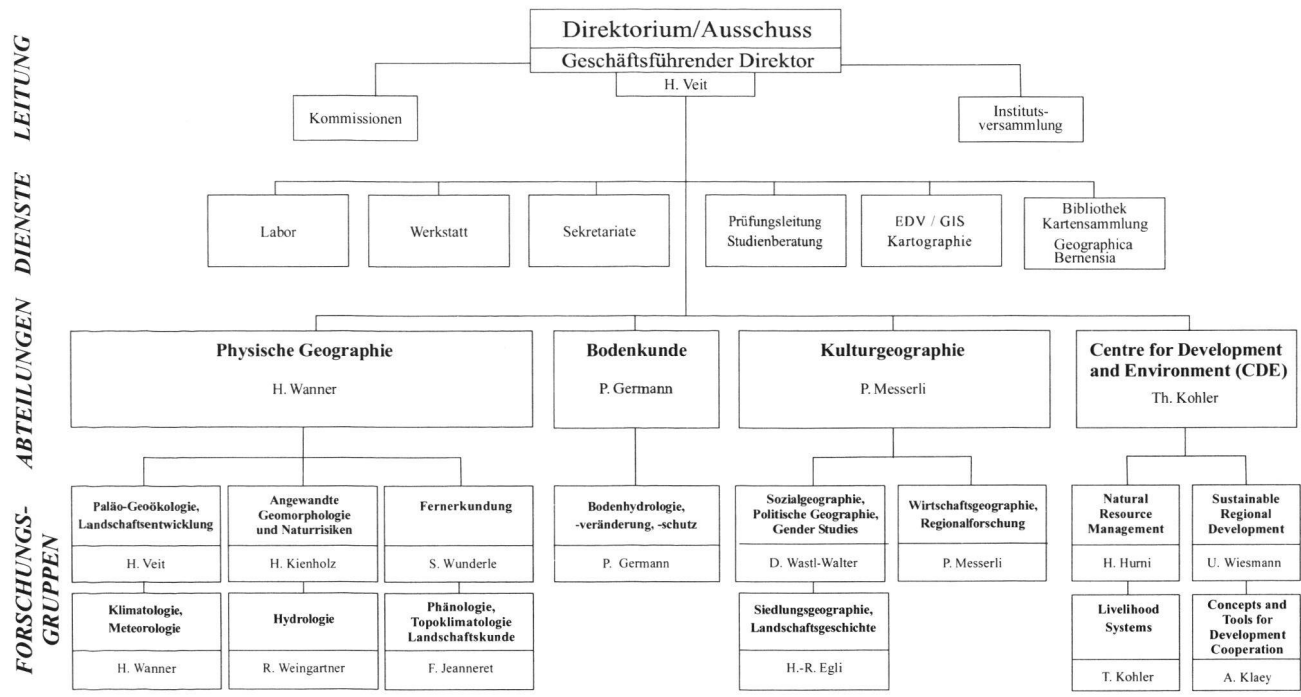 LEITUNG
Direktorium/Ausschuss
Geschäftsführender Direktor
H. Veit
Kommissionen
Instituts-
versammlung
DIENSTE
Labor
Werkstatt
Sekretariate
Prüfungsleitung
Studienberatung
EDV / GIS
Kartographie
Bibliothek
Kartensammlung
Geographica
Bernensia
ABTEILUNGEN
Physische Geographie
H. Wanner
Bodenkunde
P. Germann
Kulturgeographie
P. Messerli
Centre for Development
and Environment (CDE)
Th. Kohler
FORSCHUNGS-
GRUPPEN
Paläo-Geoökologie,
Landschaftsentwicklung
H. Veit
Angewandte
Geomorphologie
und Naturrisiken
H. Kienholz
Fernerkundung
S. Wunderle
Bodenhydrologie,
-veränderung, -schutz
P. Germann
Sozialgeographie,
Politische Geographie,
Gender Studies
D. Wastl-Walter
Wirtschaftsgeographie,
Regionalforschung
P. Messerli
Natural
Resource
Management
H. Hurni
Sustainable
Regional
Development
U. Wiesmann
Klimatologie,
Meteorologie
H. Wanner
Hydrologie
R. Weingartner
Phänologie,
Topoklimatologie
Landschaftskunde
F. Jeanneret
Siedlungsgeographie,
Landschaftsgeschichte
H.-R. Egli
Livelihood
Systems
T. Kohler
Concepts and
Tools for
Development
Cooperation
A. Klaey